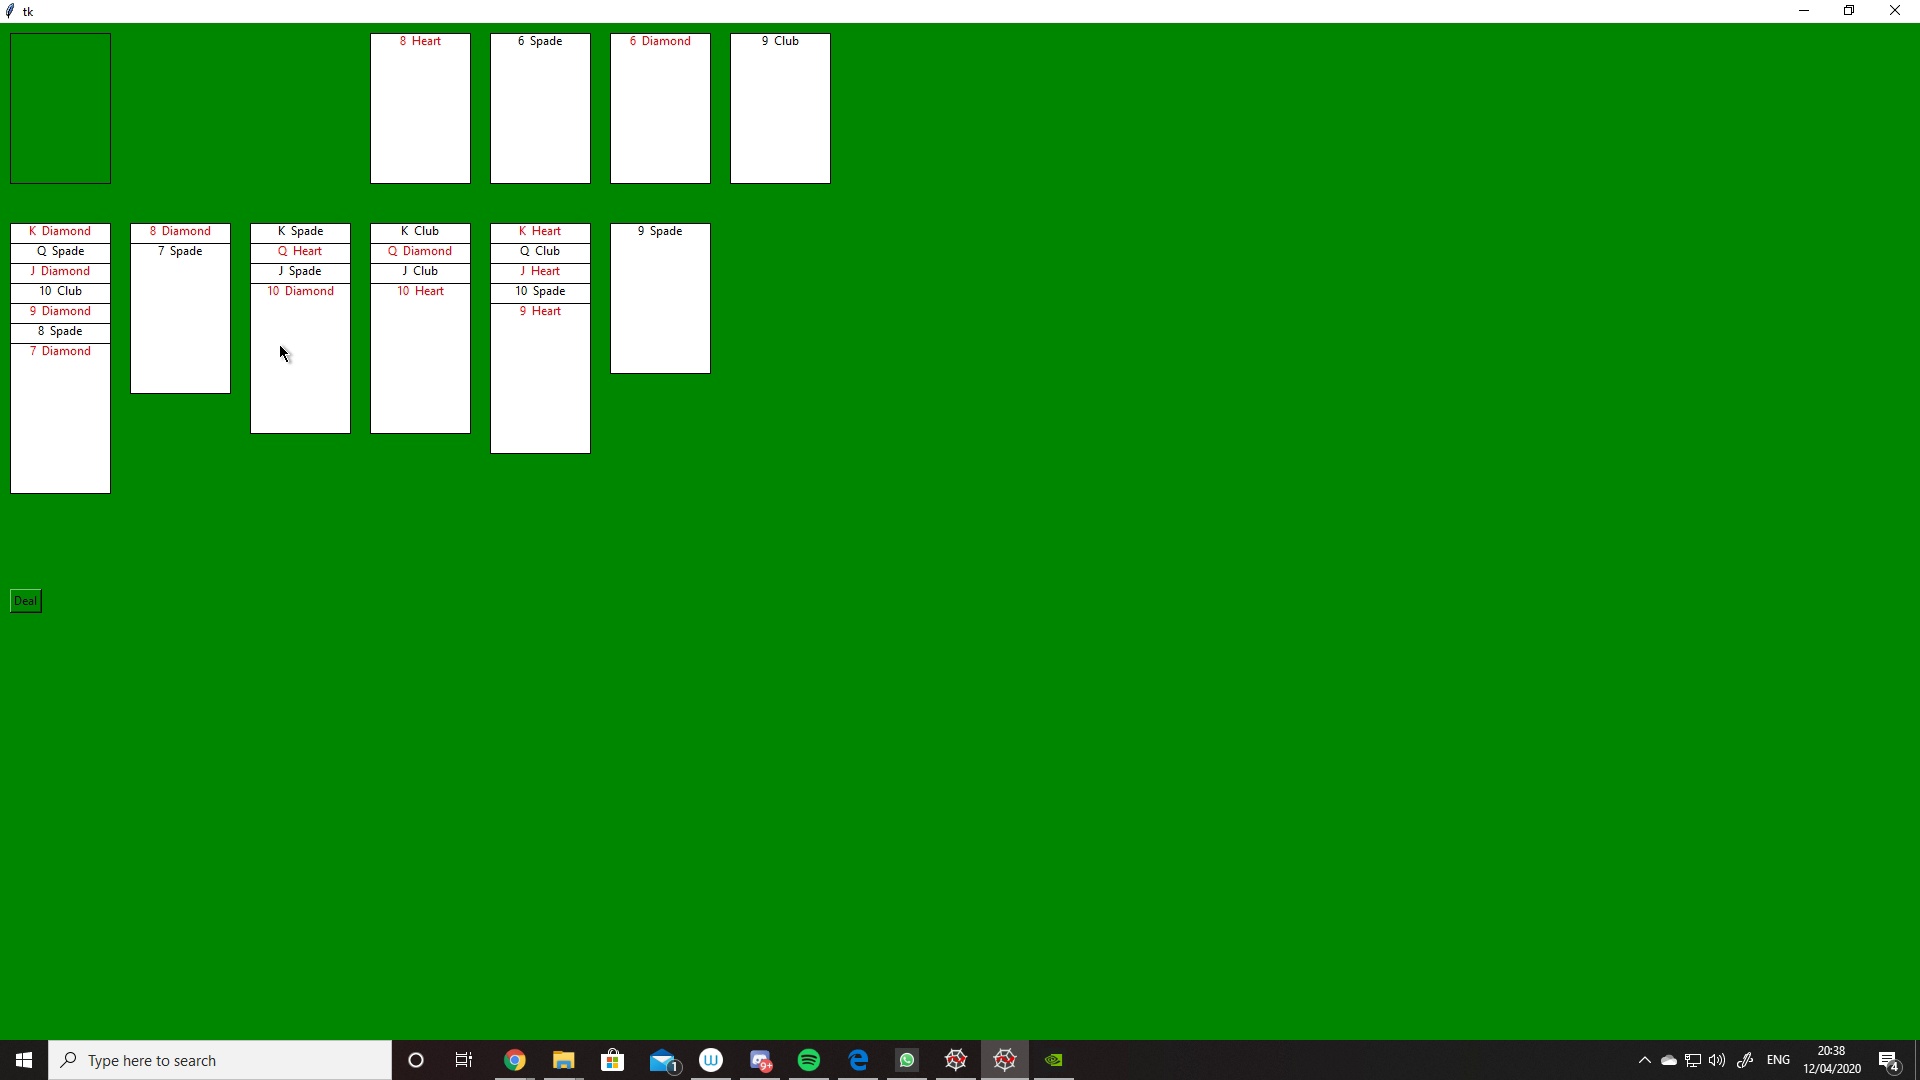 tk
8 Heart
6 Spade
6 Diamond
9 Club
K Diamond
Q Spade
J Diamond
10 Club
9 Diamond
8 Spade
7 Diamond
8 Diamond
7 Spade
K Spade
Q Heart
J Spade
10 Diamond
K Club
Q Diamond
J Club
10 Heart
K Heart
Q Club
J Heart
10 Spade
9 Heart
9 Spade
Deal
Type here to search
1
W
9+
ENG
20:38
12/04/2020
4